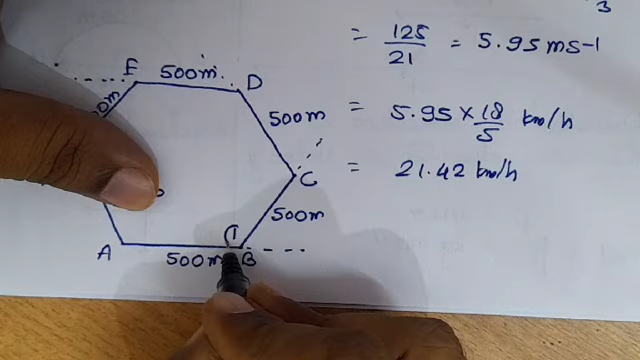 3
= 125/21 = 5.95 ms-1
= 5.95 × 18/5 km/h
= 21.42 km/h
E 500m D
500m
C
500m
A 500m B